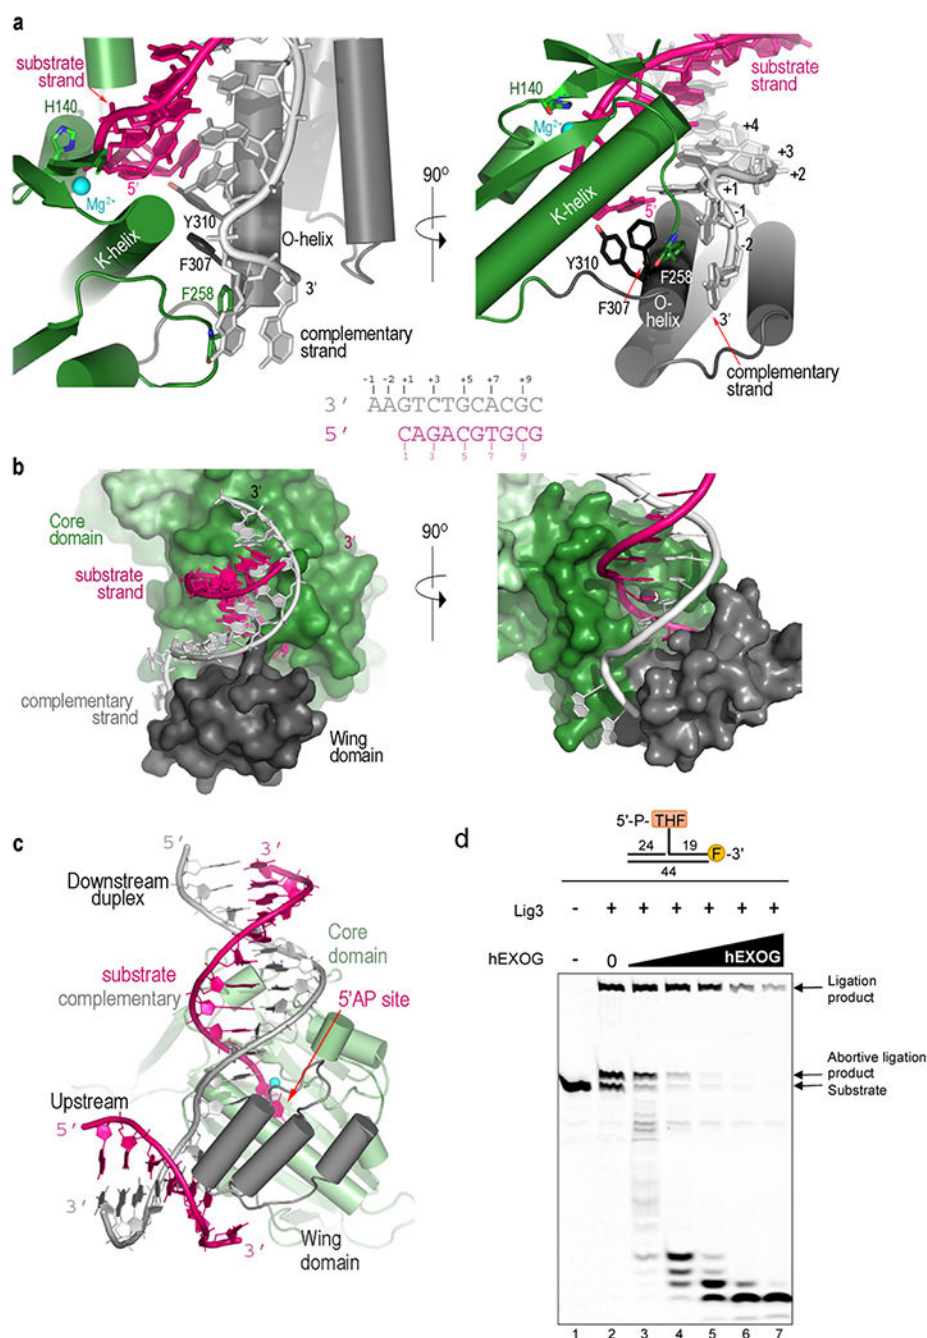 a
substrate
strand
H140
Mg²⁺
5'
Y310
K-helix
O-helix
F307
F258
3'
complementary
strand
90º
substrate
strand
H140
Mg²⁺
+4
+3
+2
+1
-1
-2
K-helix
5'
Y310
F307
F258
O-
helix
3'
complementary
strand
-1 -2 +1 +3 +5 +7 +9
3' AAGTCTGCACGC
5' CAGACGTGCG
1 3 5 7 9
b
Core
domain
3'
3'
substrate
strand
complementary
strand
Wing
domain
90º
c
5' 3'
Downstream
duplex
substrate
complementary
Core
domain
5'AP site
Upstream
5'
3'
3'
Wing
domain
d
5'-P- THF
24 19 F -3'
44
Lig3 - + + + + + +
hEXOG - 0 hEXOG
Ligation
product
Abortive ligation
product
Substrate
1 2 3 4 5 6 7